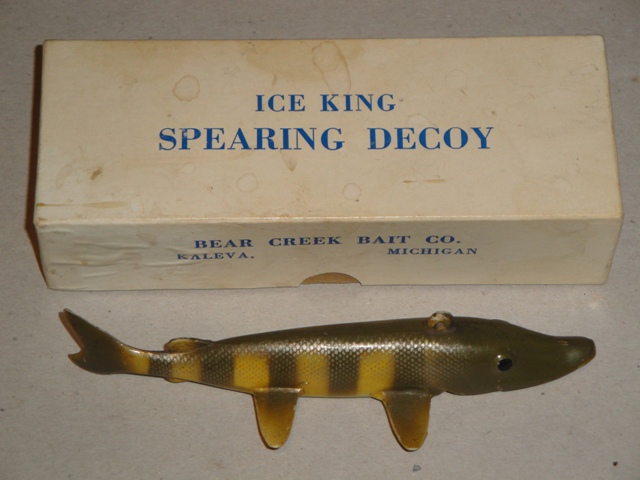 ICE KING
SPEARING DECOY
BEAR CREEK BAIT CO.
KALEVA. MICHIGAN